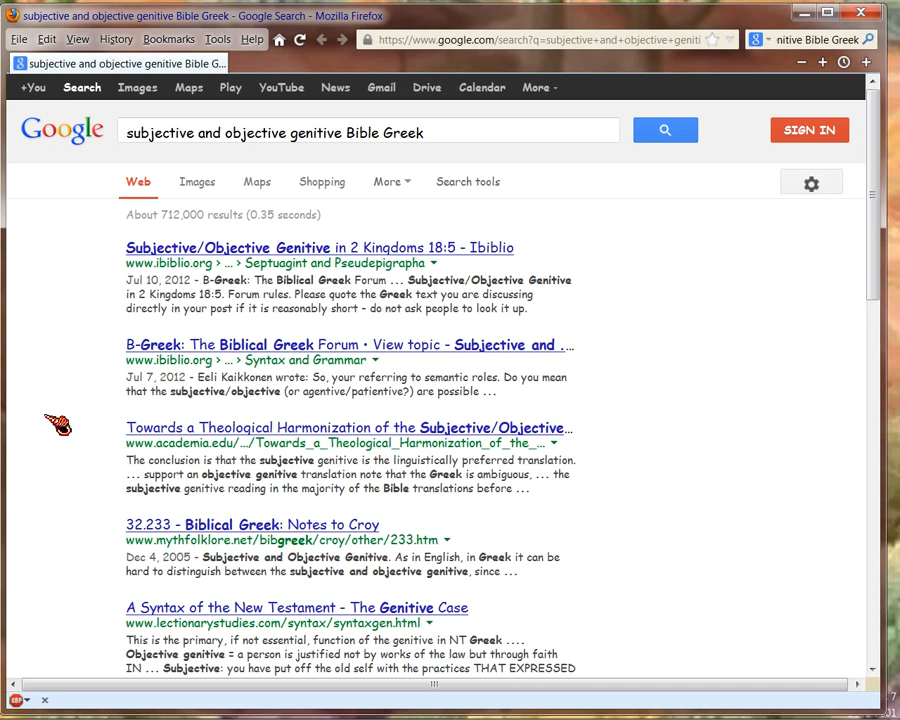 subjective and objective genitive Bible Greek - Google Search - Mozilla Firefox
File Edit View History Bookmarks Tools Help https://www.google.com/search?q=subjective+and+objective+geniti nitive Bible Greek
subjective and objective genitive Bible G...
+You Search Images Maps Play YouTube News Gmail Drive Calendar More
Google subjective and objective genitive Bible Greek SIGN IN
Web Images Maps Shopping More Search tools
About 712,000 results (0.35 seconds)
Subjective/Objective Genitive in 2 Kingdoms 18:5 - Ibiblio
www.ibiblio.org › ... › Septuagint and Pseudepigrapha
Jul 10, 2012 - B-Greek: The Biblical Greek Forum ... Subjective/Objective Genitive
in 2 Kingdoms 18:5. Forum rules. Please quote the Greek text you are discussing
directly in your post if it is reasonably short - do not ask people to look it up.
B-Greek: The Biblical Greek Forum • View topic - Subjective and ....
www.ibiblio.org › ... › Syntax and Grammar
Jul 7, 2012 - Eeli Kaikkonen wrote: So, your referring to semantic roles. Do you mean
that the subjective/objective (or agentive/patientive?) are possible ...
Towards a Theological Harmonization of the Subjective/Objective...
www.academia.edu/.../Towards_a_Theological_Harmonization_of_the_...
The conclusion is that the subjective genitive is the linguistically preferred translation.
... support an objective genitive translation note that the Greek is ambiguous, ... the
subjective genitive reading in the majority of the Bible translations before ...
32.233 - Biblical Greek: Notes to Croy
www.mythfolklore.net/bibgreek/croy/other/233.htm
Dec 4, 2005 - Subjective and Objective Genitive. As in English, in Greek it can be
hard to distinguish between the subjective and objective genitive, since ...
A Syntax of the New Testament - The Genitive Case
www.lectionarystudies.com/syntax/syntaxgen.html
This is the primary, if not essential, function of the genitive in NT Greek ....
Objective genitive = a person is justified not by works of the law but through faith
IN ... Subjective: you have put off the old self with the practices THAT EXPRESSED
ABP